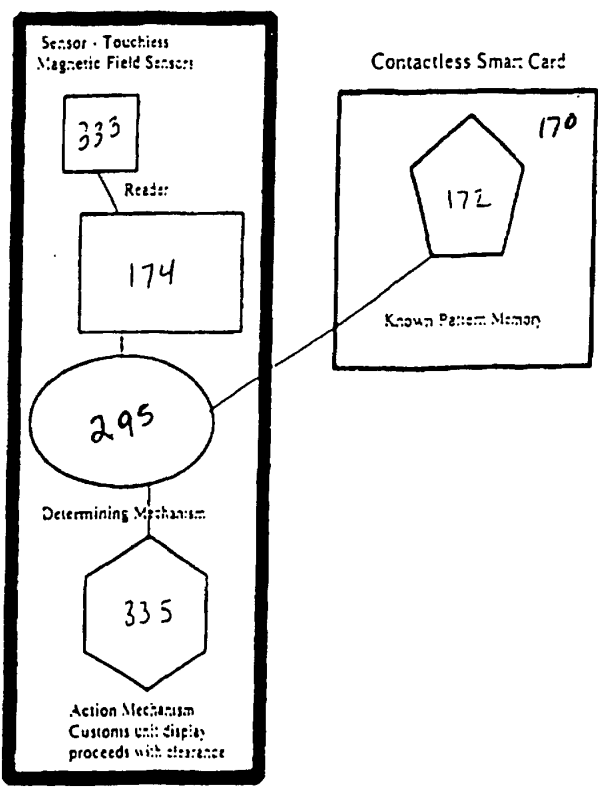 Sensor - Touchless
Magnetic Field Sensors
333
Reader
174
295
Determining Mechanism
335
Action Mechanism
Customs unit display
proceeds with clearance
Contactless Smart Card
170
172
Known Pattern Memory